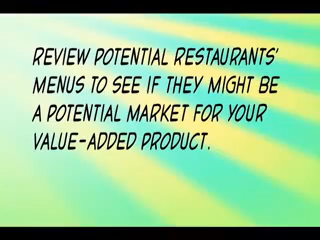 REVIEW POTENTIAL RESTAURANTS'
MENUS TO SEE IF THEY MIGHT BE
A POTENTIAL MARKET FOR YOUR
VALUE-ADDED PRODUCT.